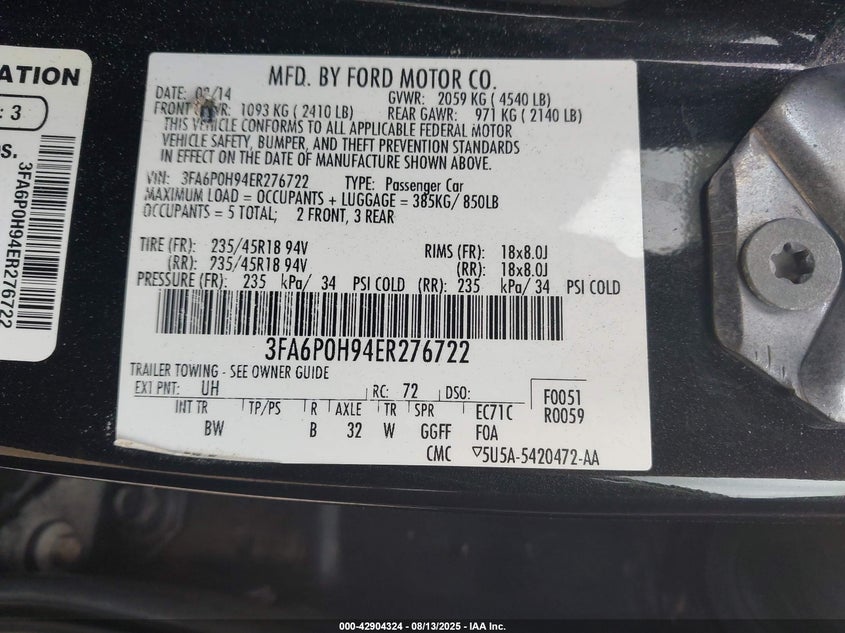 ATION
: 3
OS.
3FA6P0H94ER276722
MFD. BY FORD MOTOR CO.
DATE: /14 GVWR: 2059 KG ( 4540 LB)
FRONT 1093 KG ( 2410 LB) REAR GAWR: 971 KG ( 2140 LB)
THIS VEHICLE CONFORMS TO ALL APPLICABLE FEDERAL MOTOR
VEHICLE SAFETY, BUMPER, AND THEFT PREVENTION STANDARDS
IN EFFECT ON THE DATE OF MANUFACTURE SHOWN ABOVE.
VIN: 3FA6P0H94ER276722 TYPE: Passenger Car
MAXIMUM LOAD = OCCUPANTS + LUGGAGE = 385KG/ 850LB
OCCUPANTS = 5 TOTAL; 2 FRONT, 3 REAR
TIRE (FR): 235/45R18 94V RIMS (FR): 18x8.0J
(RR): 235/45R18 94V (RR): 18x8.0J
PRESSURE (FR): 235 kPa/ 34 PSI COLD (RR): 235 kPa/ 34 PSI COLD
3FA6P0H94ER276722
TRAILER TOWING - SEE OWNER GUIDE
EXT PNT: UH RC: 72 DSO: F0051
R0059
INT TR TP/PS R AXLE TR SPR EC71C
BW B 32 W GGFF F0A
CMC ▽5U5A-5420472-AA
000-42904324 | 08/13/2025 | IAA Inc.